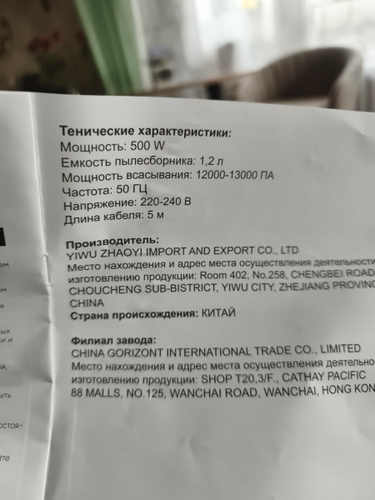 Тенические характеристики:
Мощность: 500 W
Емкость пылесборника: 1,2 л
Мощность всасывания: 12000-13000 ПА
Частота: 50 ГЦ
Напряжение: 220-240 В
Длина кабеля: 5 м
Производитель:
YIWU ZHAOYI IMPORT AND EXPORT CO., LTD
Место нахождения и адрес места осуществления
изготовлению продукции: Room 402, No.258, CHENGBEI ROAD
CHOUCHENG SUB-BISTRICT, YIWU CITY, ZHEJIANG
CHINA
Страна происхождения: КИТАЙ
Филиал завода:
CHINA GORIZONT INTERNATIONAL TRADE CO., LIMITED
Место нахождения и адрес места осуществления
изготовлению продукции: SHOP T20,3/F., CATHAY PACIFIC
88 MALLS, NO.125, WANCHAI ROAD, WANCHAI, HONG